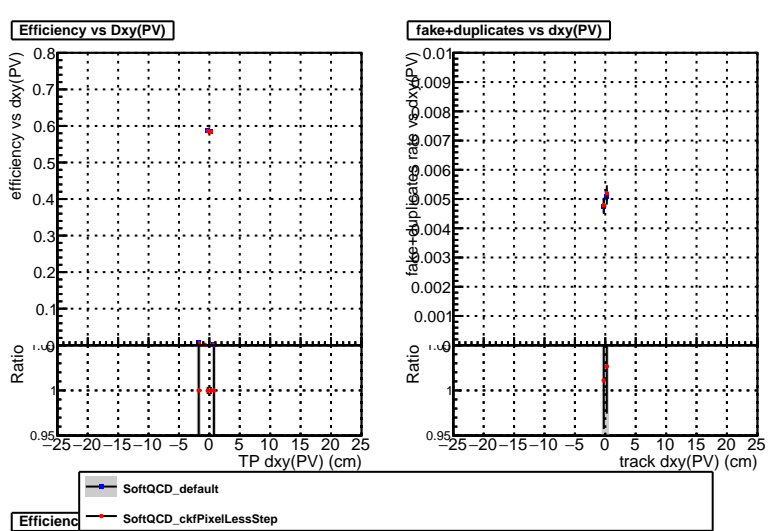 Efficiency vs Dxy(PV)
efficiency vs dxy(PV)
0.8
0.7
0.6
0.5
0.4
0.3
0.2
0.1
0
Ratio
1
0.95
−25 −20 −15 −10 −5 0 5 10 15 20 25
TP dxy(PV) (cm)
fake+duplicates vs dxy(PV)
fake+duplicates rate vs dxy(PV)
0.01
0.009
0.008
0.007
0.006
0.005
0.004
0.003
0.002
0.001
0
Ratio
1
0.95
−25 −20 −15 −10 −5 0 5 10 15 20 25
track dxy(PV) (cm)
SoftQCD_default
SoftQCD_ckfPixelLessStep
Efficienc